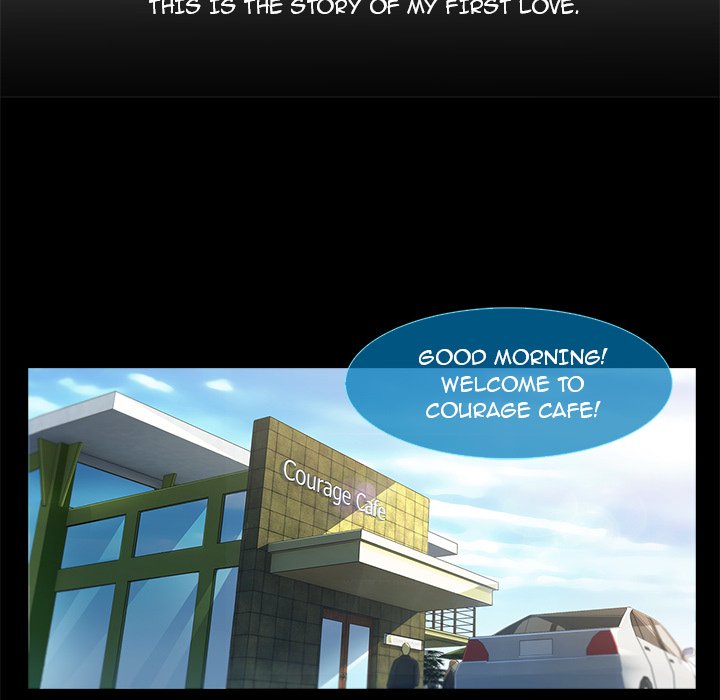 THIS IS THE STORY OF MY FIRST LOVE.
GOOD MORNING!
WELCOME TO
COURAGE CAFE!
Courage Cafe